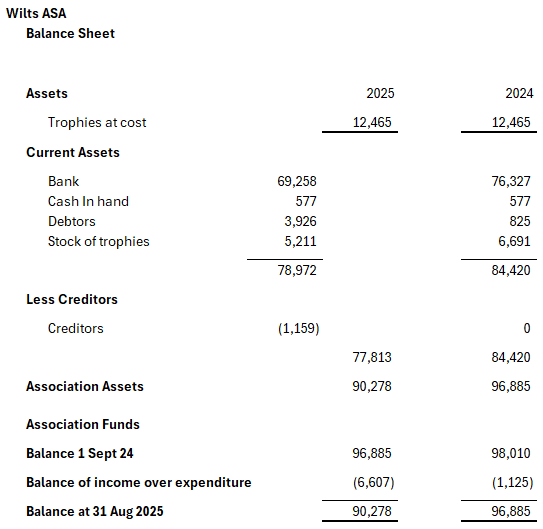 Wilts ASA
Balance Sheet
Assets 2025 2024
Trophies at cost 12,465 12,465
Current Assets
Bank 69,258 76,327
Cash In hand 577 577
Debtors 3,926 825
Stock of trophies 5,211 6,691
78,972 84,420
Less Creditors
Creditors (1,159) 0
77,813 84,420
Association Assets 90,278 96,885
Association Funds
Balance 1 Sept 24 96,885 98,010
Balance of income over expenditure (6,607) (1,125)
Balance at 31 Aug 2025 90,278 96,885